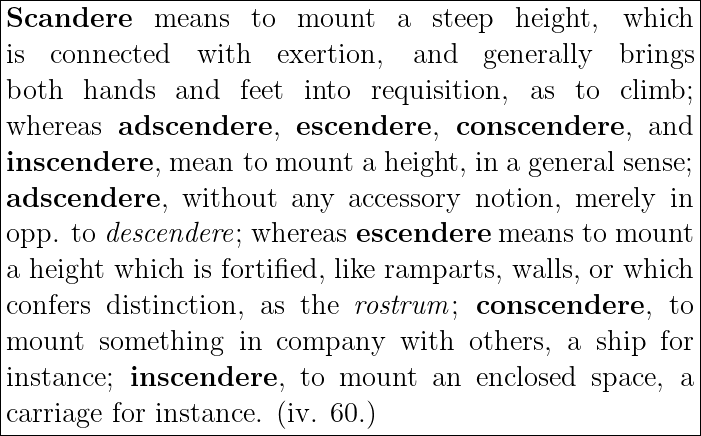 Scandere means to mount a steep height, which
is connected with exertion, and generally brings
both hands and feet into requisition, as to climb;
whereas adscendere, escendere, conscendere, and
inscendere, mean to mount a height, in a general sense;
adscendere, without any accessory notion, merely in
opp. to descendere; whereas escendere means to mount
a height which is fortified, like ramparts, walls, or which
confers distinction, as the rostrum; conscendere, to
mount something in company with others, a ship for
instance; inscendere, to mount an enclosed space, a
carriage for instance. (iv. 60.)